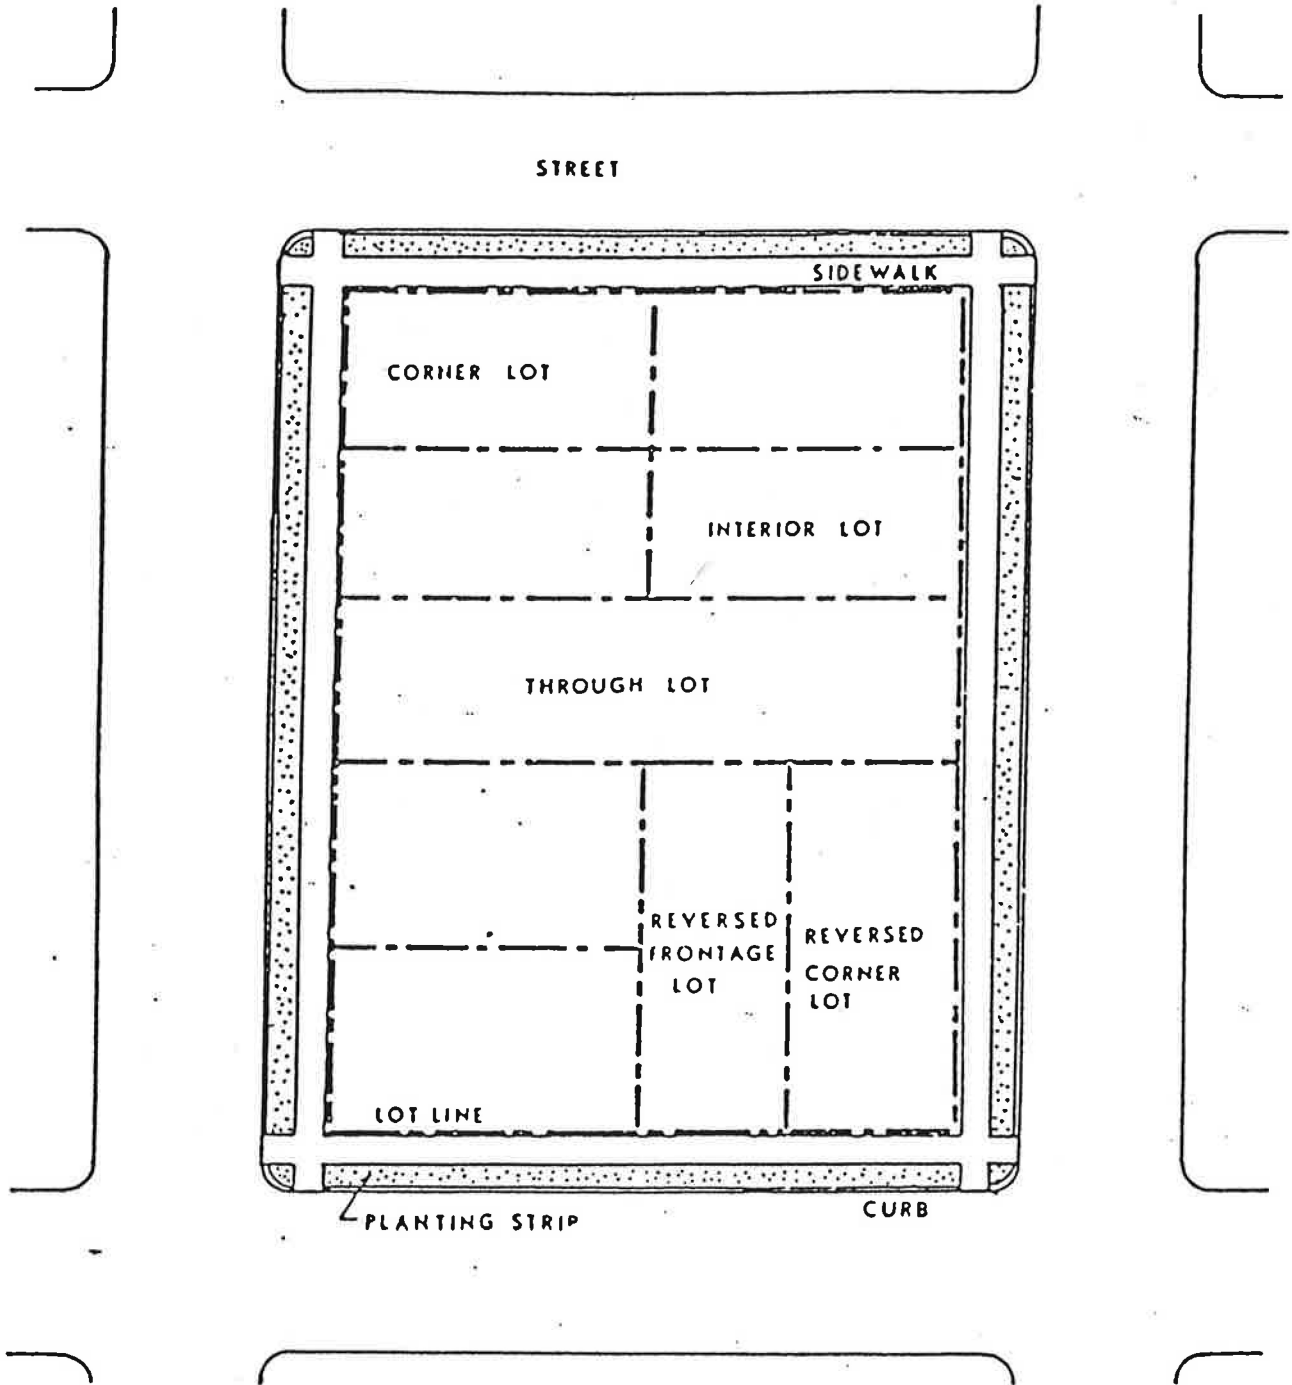 STREET
SIDEWALK
CORNER LOT
INTERIOR LOT
THROUGH LOT
REVERSED
FRONTAGE
LOT
REVERSED
CORNER
LOT
LOT LINE
PLANTING STRIP
CURB